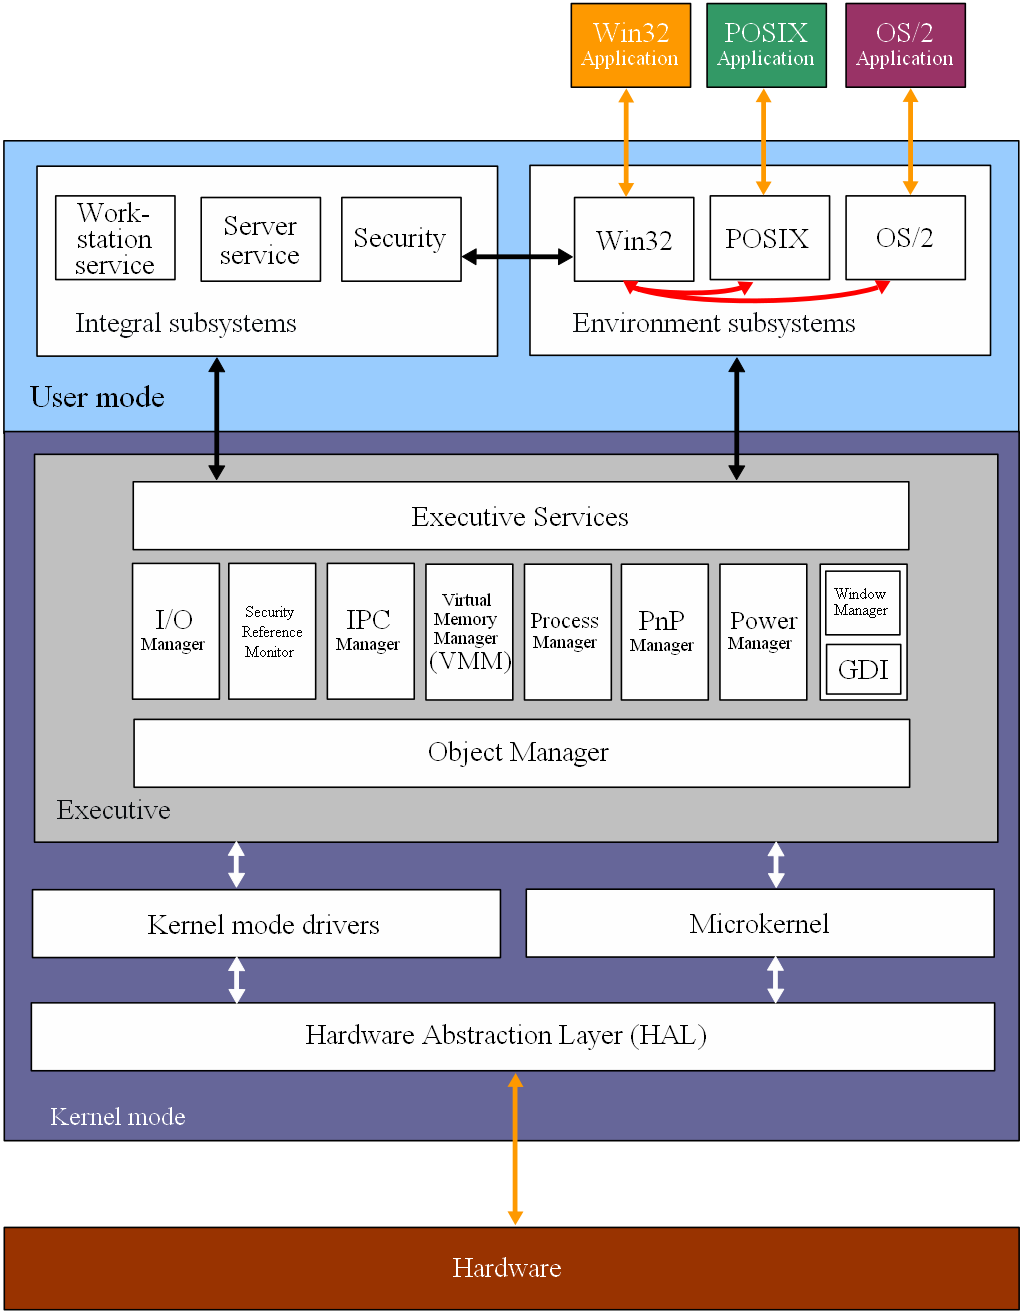 Win32
Application
POSIX
Application
OS/2
Application
Work-
station
service
Server
service
Security
Win32
POSIX
OS/2
Integral subsystems
Environment subsystems
User mode
Executive Services
I/O
Manager
Security
Reference
Monitor
IPC
Manager
Virtual
Memory
Manager
(VMM)
Process
Manager
PnP
Manager
Power
Manager
Window
Manager
GDI
Object Manager
Executive
Kernel mode drivers
Microkernel
Hardware Abstraction Layer (HAL)
Kernel mode
Hardware